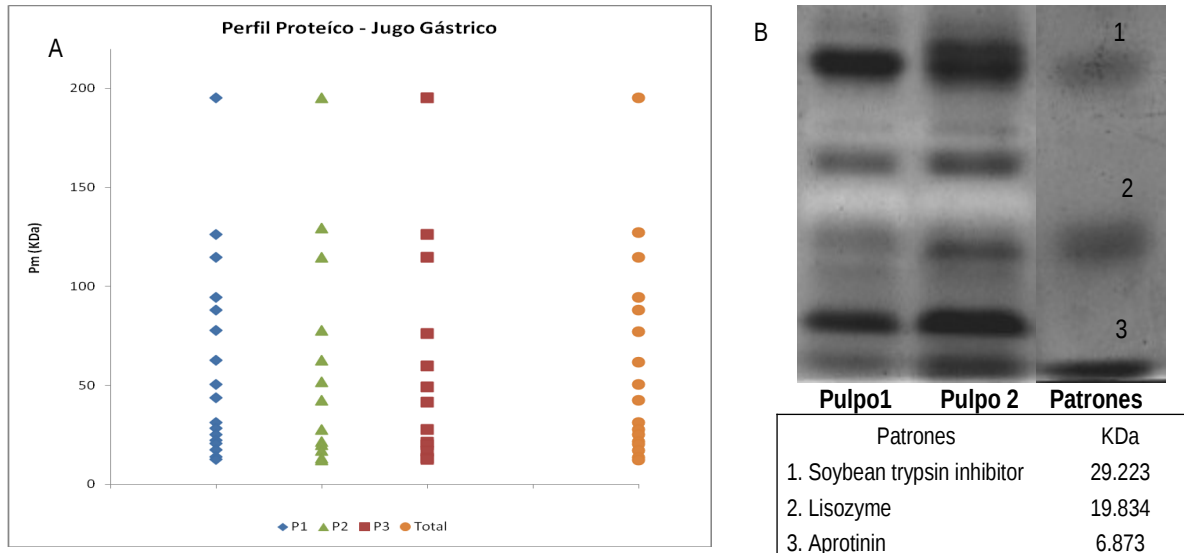 A
Perfil Proteíco - Jugo Gástrico
Pm (KDa)
200
150
100
50
0
P1 P2 P3 Total
B
1
2
3
Pulpo1 Pulpo 2 Patrones
Patrones KDa
1. Soybean trypsin inhibitor 29.223
2. Lisozyme 19.834
3. Aprotinin 6.873